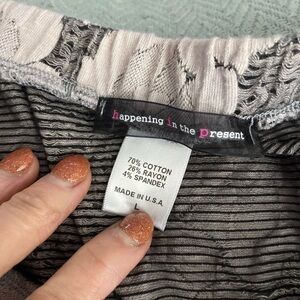 happening in the present
70% COTTON
26% RAYON
4% SPANDEX
MADE IN U.S.A.
L